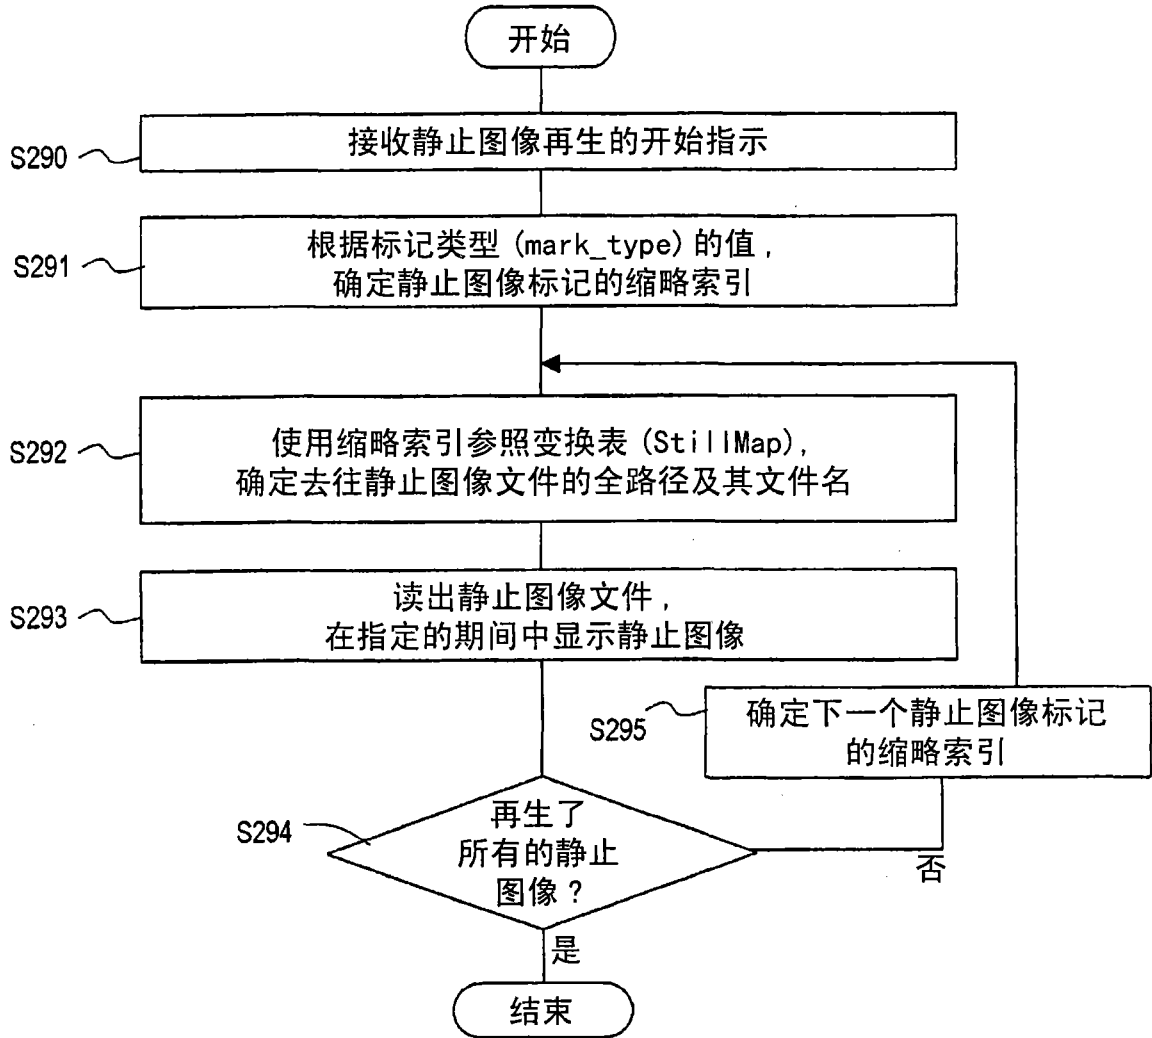 开始
S290
接收静止图像再生的开始指示
S291
根据标记类型(mark_type)的值,
确定静止图像标记的缩略索引
S292
使用缩略索引参照变换表(StillMap),
确定去往静止图像文件的全路径及其文件名
S293
读出静止图像文件,
在指定的期间中显示静止图像
S295
确定下一个静止图像标记
的缩略索引
S294
再生了
所有的静止
图像?
否
是
结束